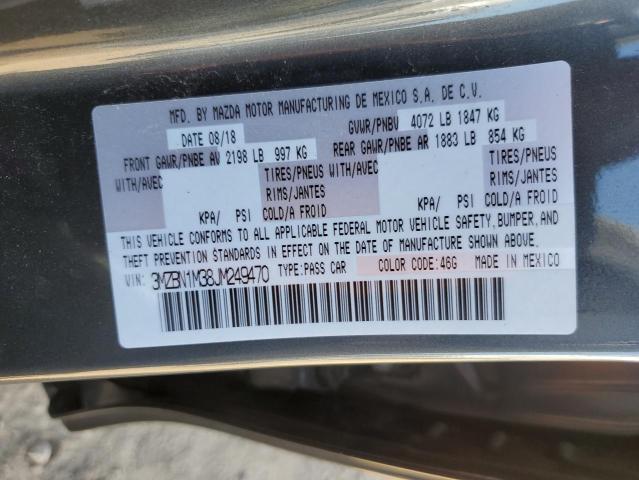 MFD. BY MAZDA MOTOR MANUFACTURING DE MEXICO S.A. DE C.V.
DATE 08/18 GVWR/PNBV 4072 LB 1847 KG
FRONT GAWR/PNBE AV 2198 LB 997 KG REAR GAWR/PNBE AR 1883 LB 854 KG
WITH/AVEC TIRES/PNEUS WITH/AVEC TIRES/PNEUS
RIMS/JANTES RIMS/JANTES
KPA/ PSI COLD/A FROID KPA/ PSI COLD/A FROID
THIS VEHICLE CONFORMS TO ALL APPLICABLE FEDERAL MOTOR VEHICLE SAFETY, BUMPER, AND
THEFT PREVENTION STANDARDS IN EFFECT ON THE DATE OF MANUFACTURE SHOWN ABOVE.
VIN: 3MZBN1M38JM249470 TYPE:PASS CAR COLOR CODE:46G MADE IN MEXICO